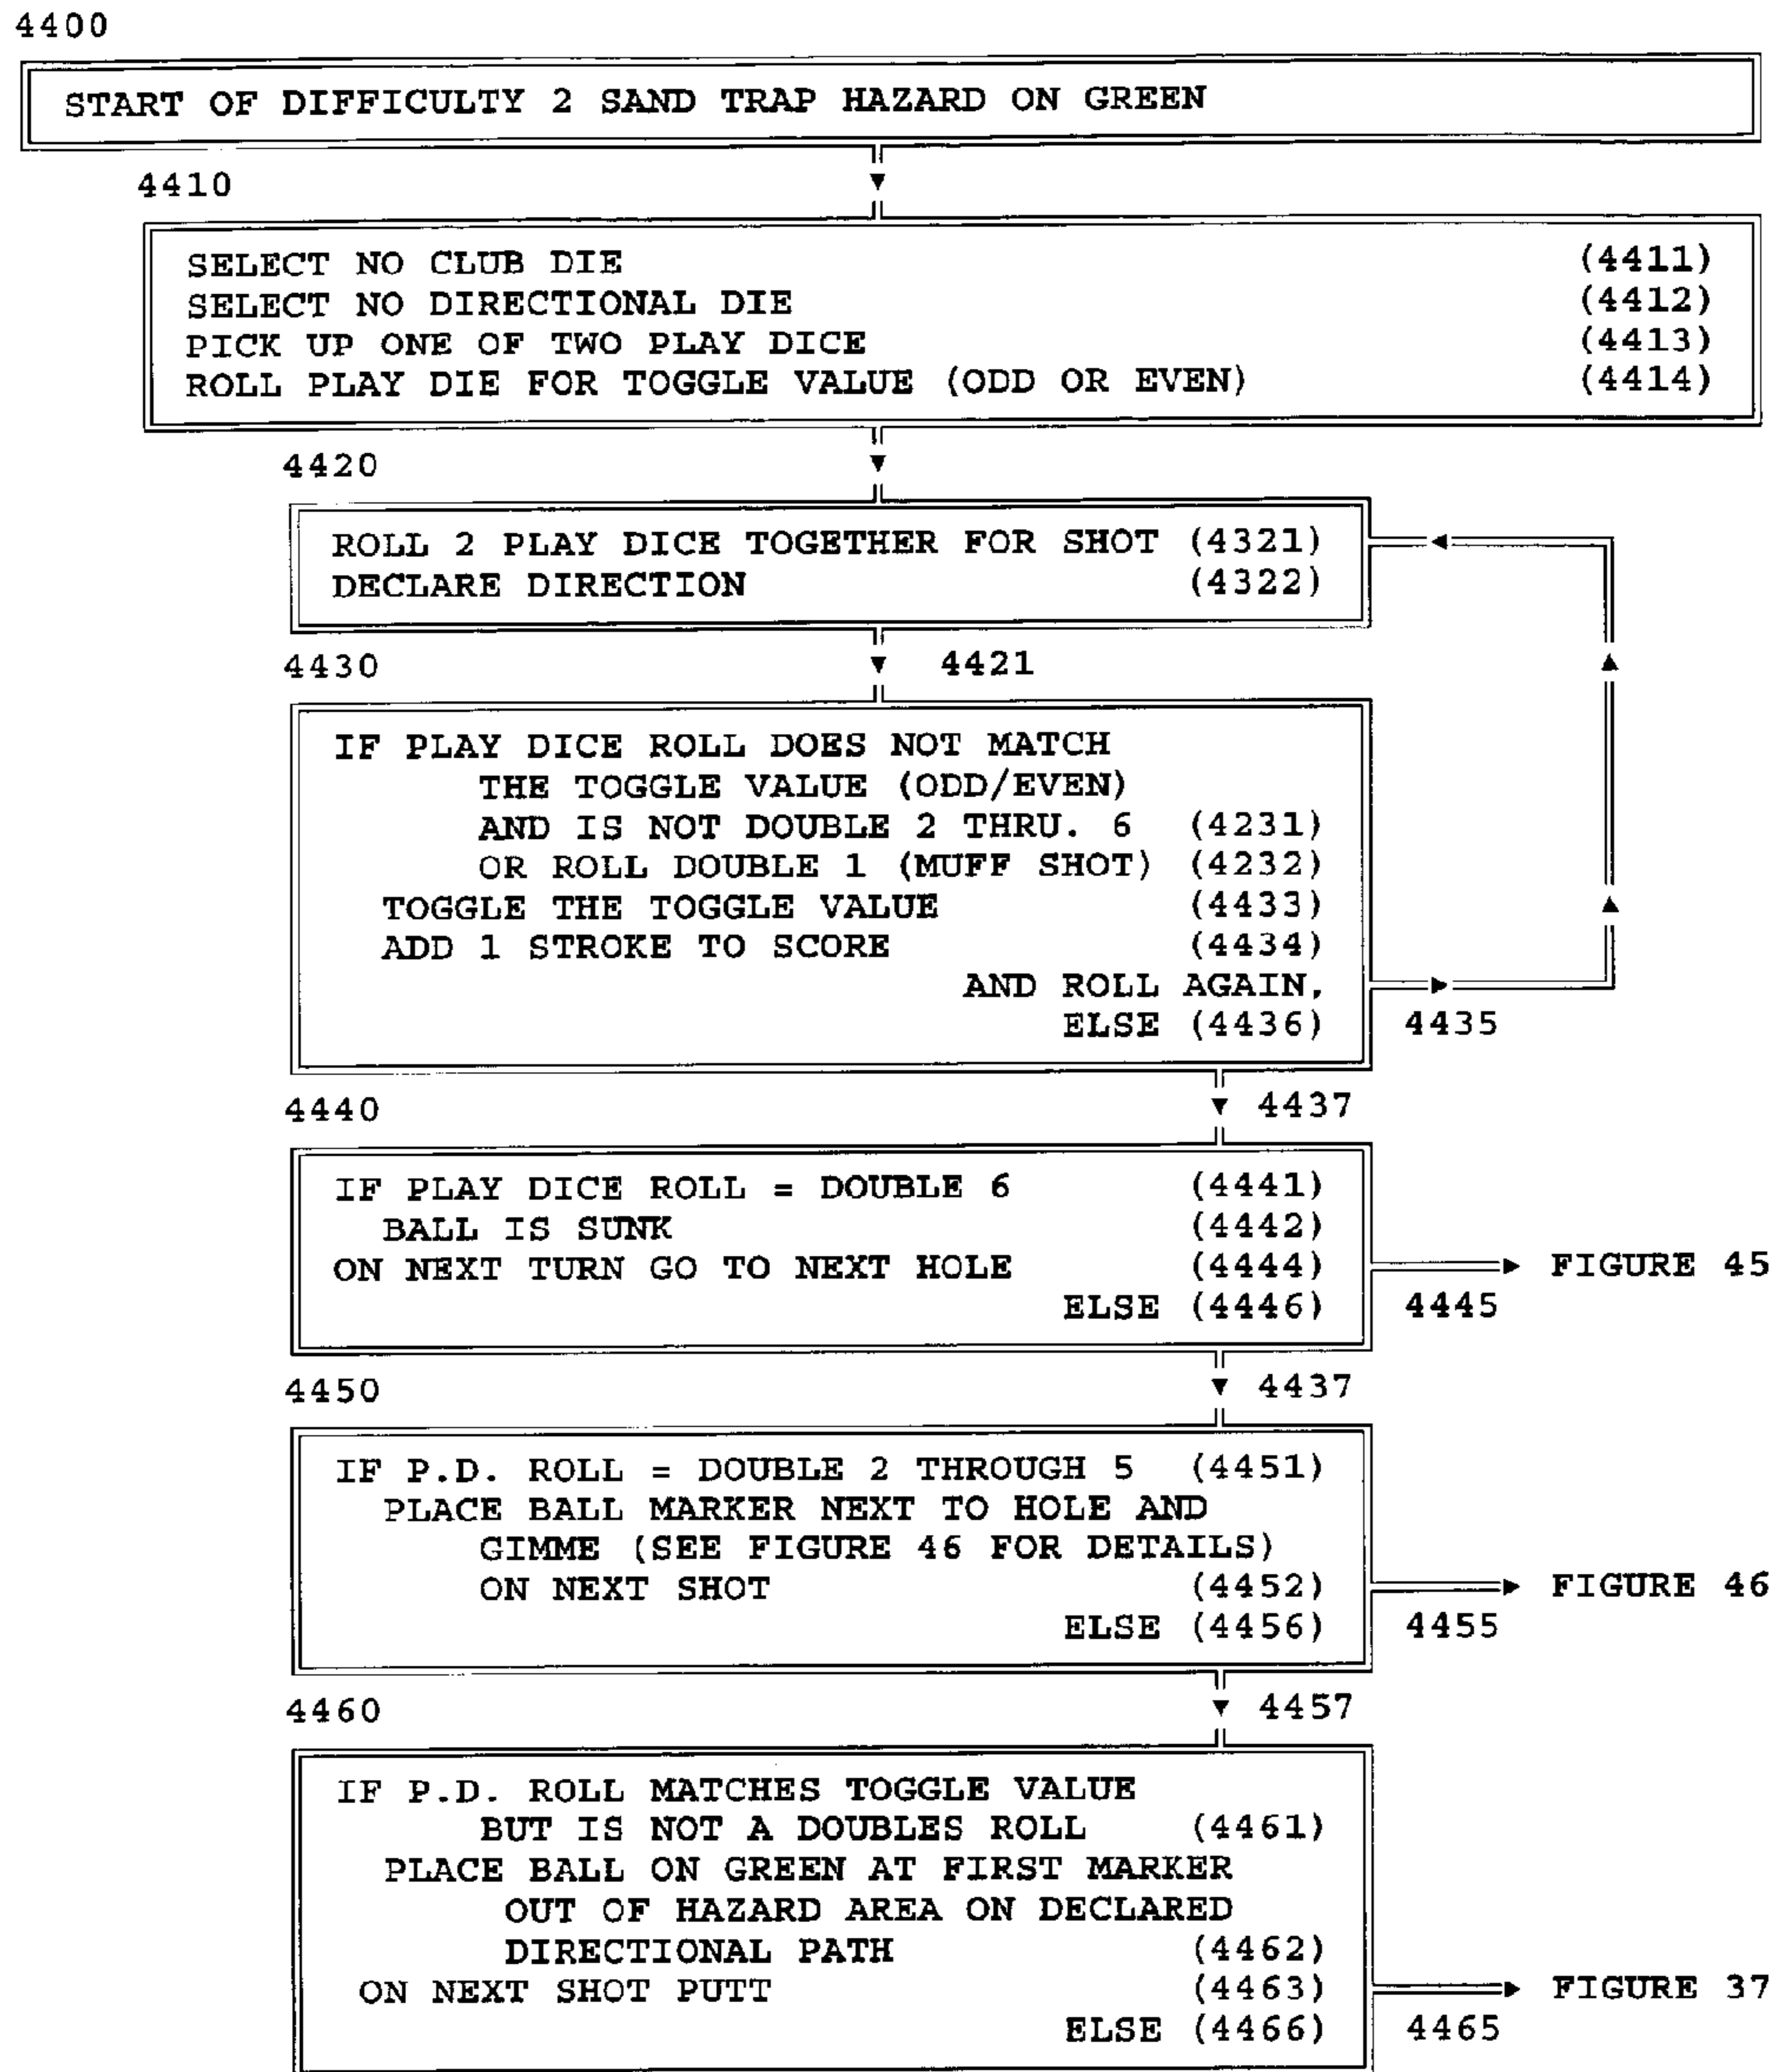 4400
START OF DIFFICULTY 2 SAND TRAP HAZARD ON GREEN
4410
SELECT NO CLUB DIE (4411)
SELECT NO DIRECTIONAL DIE (4412)
PICK UP ONE OF TWO PLAY DICE (4413)
ROLL PLAY DIE FOR TOGGLE VALUE (ODD OR EVEN) (4414)
4420
ROLL 2 PLAY DICE TOGETHER FOR SHOT (4321)
DECLARE DIRECTION (4322)
4430 4421
IF PLAY DICE ROLL DOES NOT MATCH
THE TOGGLE VALUE (ODD/EVEN)
AND IS NOT DOUBLE 2 THRU. 6 (4231)
OR ROLL DOUBLE 1 (MUFF SHOT) (4232)
TOGGLE THE TOGGLE VALUE (4433)
ADD 1 STROKE TO SCORE (4434)
AND ROLL AGAIN,
ELSE (4436) 4435
4440 4437
IF PLAY DICE ROLL = DOUBLE 6 (4441)
BALL IS SUNK (4442)
ON NEXT TURN GO TO NEXT HOLE (4444) FIGURE 45
ELSE (4446) 4445
4450 4437
IF P.D. ROLL = DOUBLE 2 THROUGH 5 (4451)
PLACE BALL MARKER NEXT TO HOLE AND
GIMME (SEE FIGURE 46 FOR DETAILS)
ON NEXT SHOT (4452) FIGURE 46
ELSE (4456) 4455
4460 4457
IF P.D. ROLL MATCHES TOGGLE VALUE
BUT IS NOT A DOUBLES ROLL (4461)
PLACE BALL ON GREEN AT FIRST MARKER
OUT OF HAZARD AREA ON DECLARED
DIRECTIONAL PATH (4462)
ON NEXT SHOT PUTT (4463) FIGURE 37
ELSE (4466) 4465